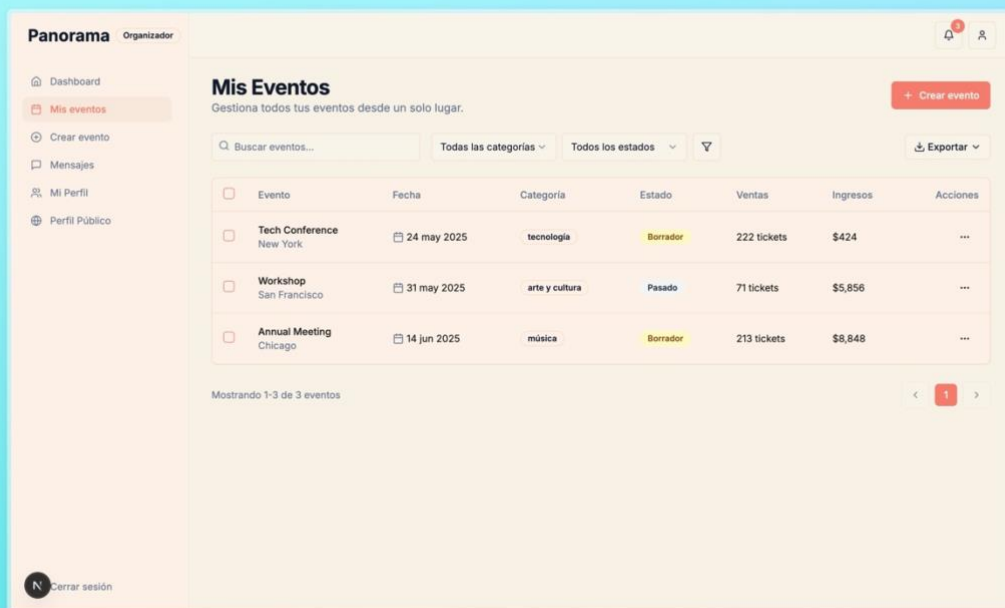 Panorama Organizador
3
Dashboard
Mis eventos
Crear evento
Mensajes
Mi Perfil
Perfil Público
N Cerrar sesión
Mis Eventos
Gestiona todos tus eventos desde un solo lugar.
+ Crear evento
Buscar eventos...
Todas las categorías
Todos los estados
Exportar
Evento Fecha Categoría Estado Ventas Ingresos Acciones
Tech Conference
New York
24 may 2025 tecnología Borrador 222 tickets $424 ...
Workshop
San Francisco
31 may 2025 arte y cultura Pasado 71 tickets $5,856 ...
Annual Meeting
Chicago
14 jun 2025 música Borrador 213 tickets $8,848 ...
Mostrando 1-3 de 3 eventos
1